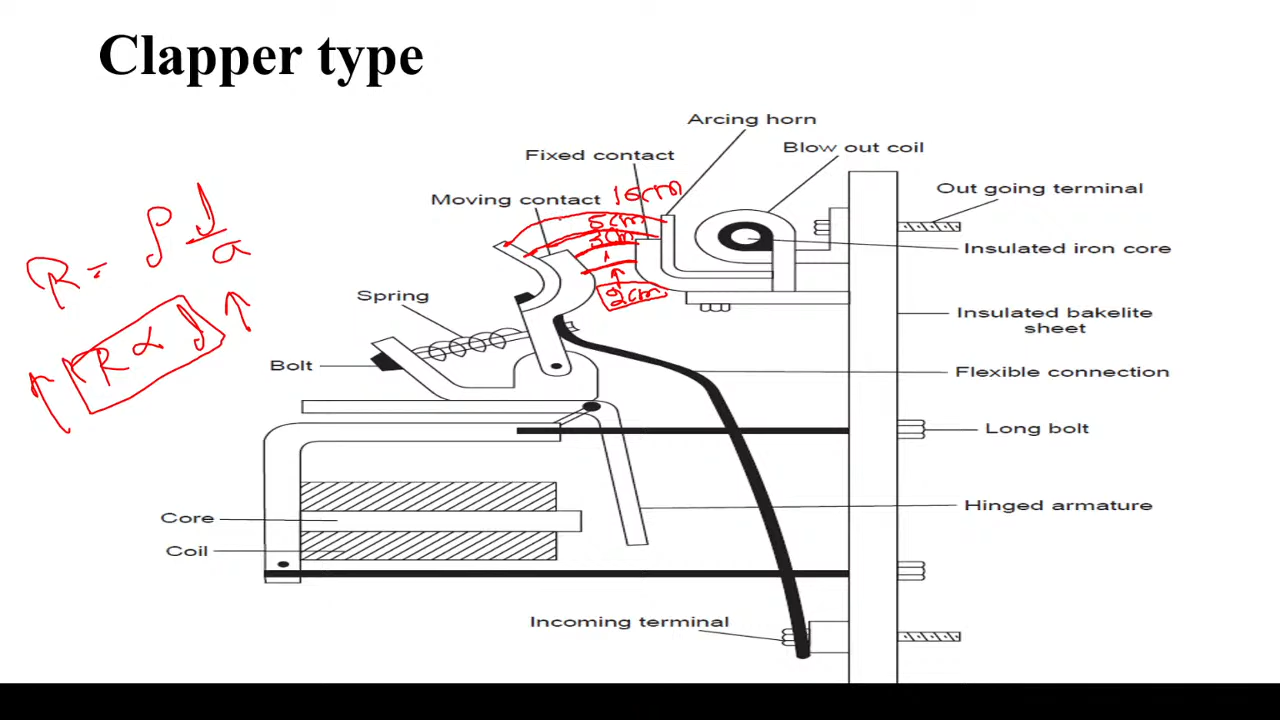 Clapper type
Arcing horn
Blow out coil
Fixed contact
Moving contact
16cm
5cm
3cm
1
2cm
Out going terminal
Insulated iron core
R = ρ l/a
R ∝ l
Spring
Insulated bakelite
sheet
Bolt
Flexible connection
Long bolt
Hinged armature
Core
Coil
Incoming terminal